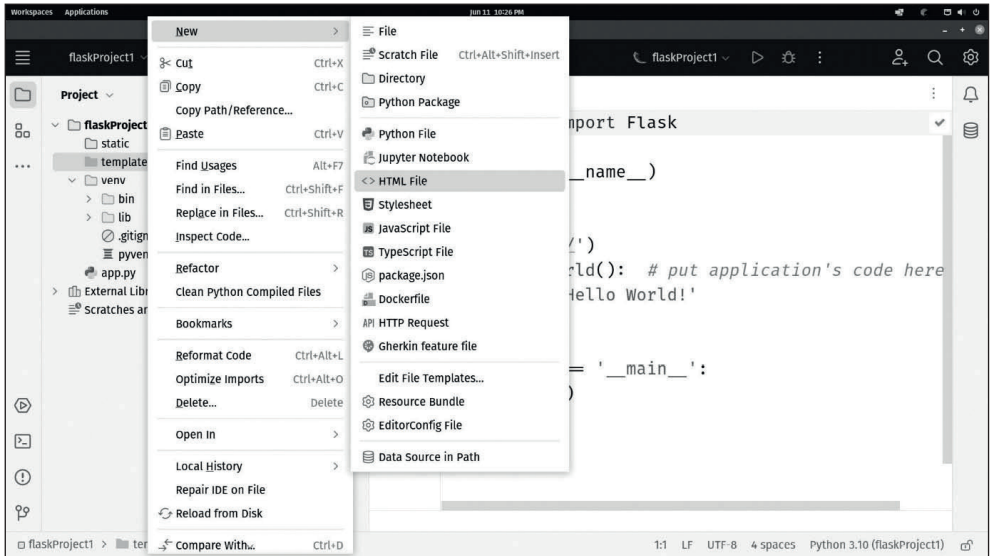 Workspaces Applications
Jun 11 10:26 PM
flaskProject1
flaskProject1
Project
flaskProject
static
template
venv
bin
lib
.gitign
pyven
app.py
External Libr
Scratches ar
New
Cut Ctrl+X
Copy Ctrl+C
Copy Path/Reference...
Paste Ctrl+V
Find Usages Alt+F7
Find in Files... Ctrl+Shift+F
Replace in Files... Ctrl+Shift+R
Inspect Code...
Refactor
Clean Python Compiled Files
Bookmarks
Reformat Code Ctrl+Alt+L
Optimize Imports Ctrl+Alt+O
Delete... Delete
Open In
Local History
Repair IDE on File
Reload from Disk
Compare With... Ctrl+D
File
Scratch File Ctrl+Alt+Shift+Insert
Directory
Python Package
Python File
Jupyter Notebook
<> HTML File
Stylesheet
JS JavaScript File
TS TypeScript File
package.json
Dockerfile
API HTTP Request
Gherkin feature file
Edit File Templates...
Resource Bundle
EditorConfig File
Data Source in Path
mport Flask
__name__)
/')
rld(): # put application's code here
Hello World!'
== '__main__':
)
flaskProject1 > ter
1:1 LF UTF-8 4 spaces Python 3.10 (flaskProject1)